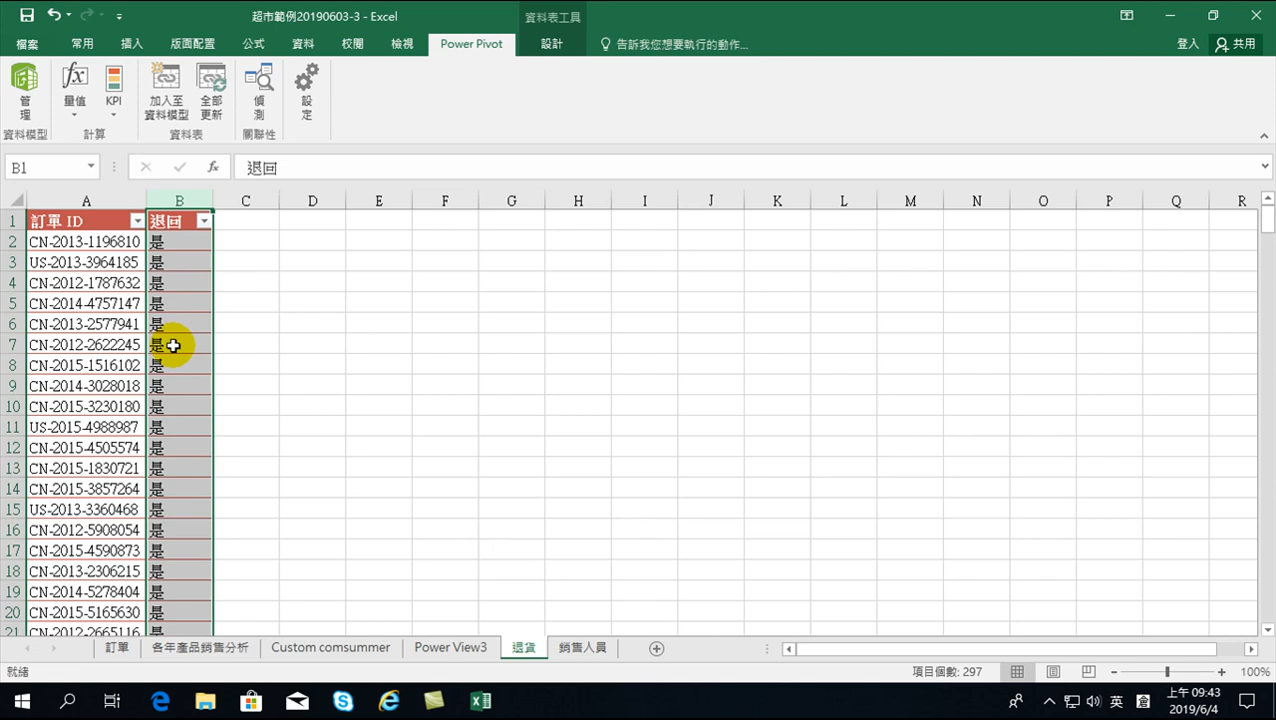 超市範例20190603-3 - Excel
資料表工具
檔案 常用 插入 版面配置 公式 資料 校閱 檢視 Power Pivot 設計 告訴我您想要執行的動作... 登入 共用
管理 量值 KPI 加入至資料模型 全部更新 偵測 設定
資料模型 計算 資料表 關聯性
B1 fx 退回
A B C D E F G H I J K L M N O P Q R
1 訂單 ID 退回
2 CN-2013-1196810 是
3 US-2013-3964185 是
4 CN-2012-1787632 是
5 CN-2014-4757147 是
6 CN-2013-2577941 是
7 CN-2012-2622245 是
8 CN-2015-1516102 是
9 CN-2014-3028018 是
10 CN-2015-3230180 是
11 US-2015-4988987 是
12 CN-2015-4505574 是
13 CN-2015-1830721 是
14 CN-2015-3857264 是
15 US-2013-3360468 是
16 CN-2012-5908054 是
17 CN-2015-4590873 是
18 CN-2013-2306215 是
19 CN-2014-5278404 是
20 CN-2015-5165630 是
21 CN-2012-2665116 是
訂單 各年產品銷售分析 Custom comsummer Power View3 退貨 銷售人員
就緒 項目個數: 297 100%
英 上午 09:43
2019/6/4